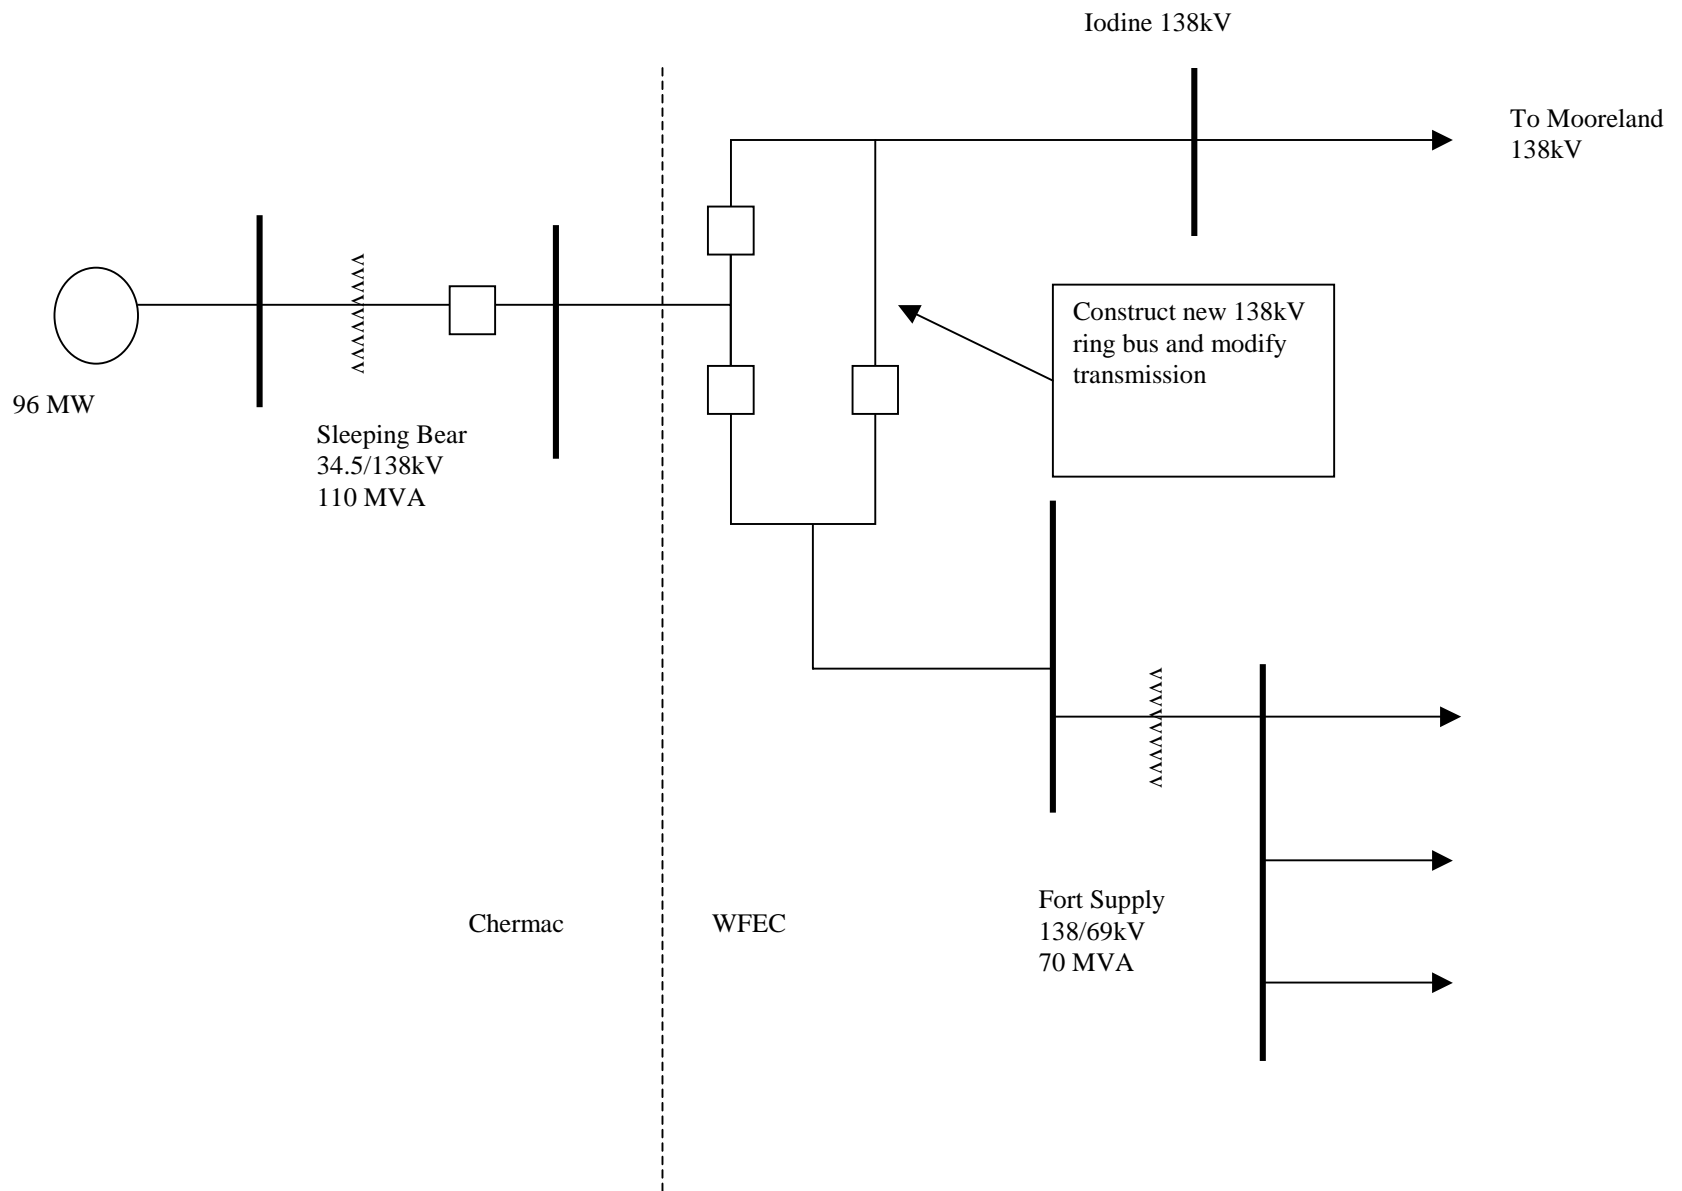 Iodine 138kV
To Mooreland
138kV
Construct new 138kV
ring bus and modify
transmission
96 MW
Sleeping Bear
34.5/138kV
110 MVA
Chermac
WFEC
Fort Supply
138/69kV
70 MVA